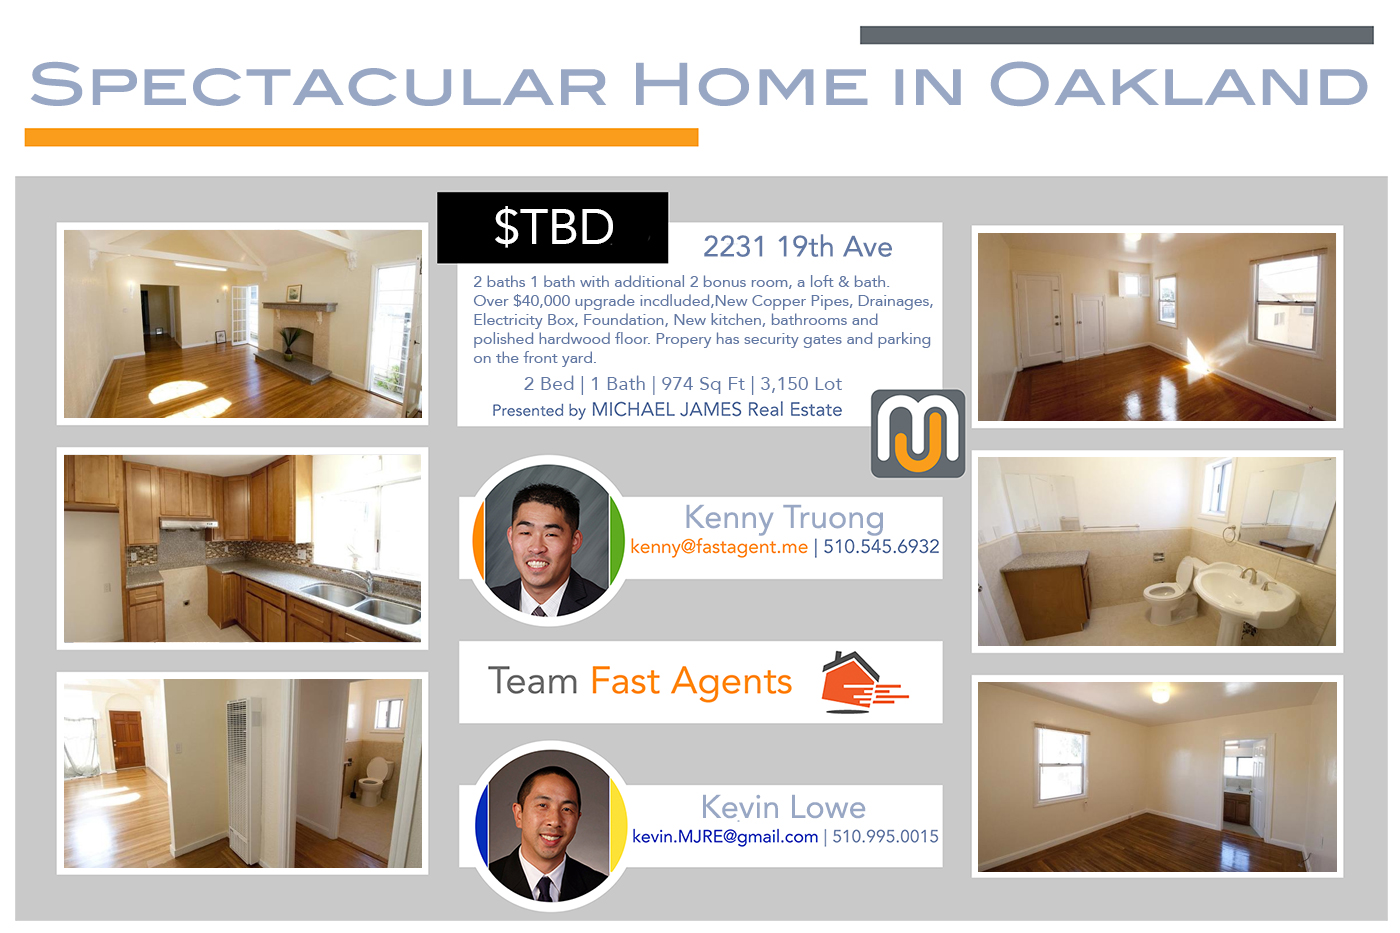 SPECTACULAR HOME IN OAKLAND
$TBD
2231 19th Ave
2 baths 1 bath with additional 2 bonus room, a loft & bath.
Over $40,000 upgrade incdluded,New Copper Pipes, Drainages,
Electricity Box, Foundation, New kitchen, bathrooms and
polished hardwood floor. Propery has security gates and parking
on the front yard.
2 Bed | 1 Bath | 974 Sq Ft | 3,150 Lot
Presented by MICHAEL JAMES Real Estate
Kenny Truong
kenny@fastagent.me | 510.545.6932
Team Fast Agents
Kevin Lowe
kevin.MJRE@gmail.com | 510.995.0015